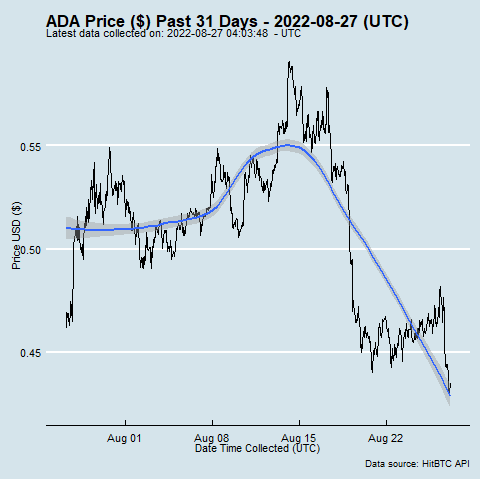 ADA Price ($) Past 31 Days - 2022-08-27 (UTC)
Latest data collected on: 2022-08-27 04:03:48 - UTC
0.55
0.50
0.45
Price USD ($)
Aug 01
Aug 08
Aug 15
Aug 22
Date Time Collected (UTC)
Data source: HitBTC API